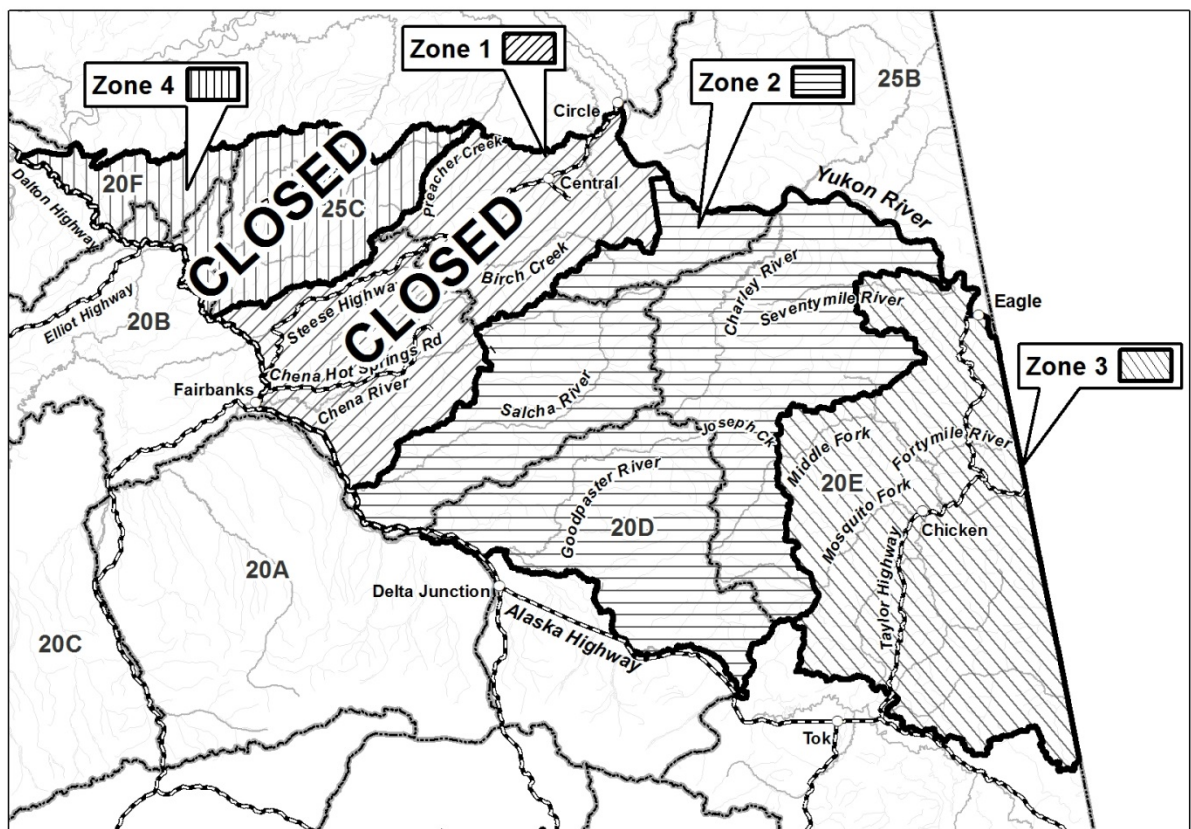 Zone 4
Zone 1
Zone 2
25B
Circle
Preacher Creek
Central
20F
CLOSED
25C
Dalton Highway
Yukon River
CLOSED
Birch Creek
Steese Highway
Charley River
Seventymile River
Eagle
Elliot Highway
20B
Chena Hot Springs Rd
Zone 3
Fairbanks
Chena River
Salcha River
Joseph Ck
Middle Fork
Fortymile River
20E
Mosquito Fork
Goodpaster River
20D
Chicken
20A
Delta Junction
Alaska Highway
Taylor Highway
20C
Tok